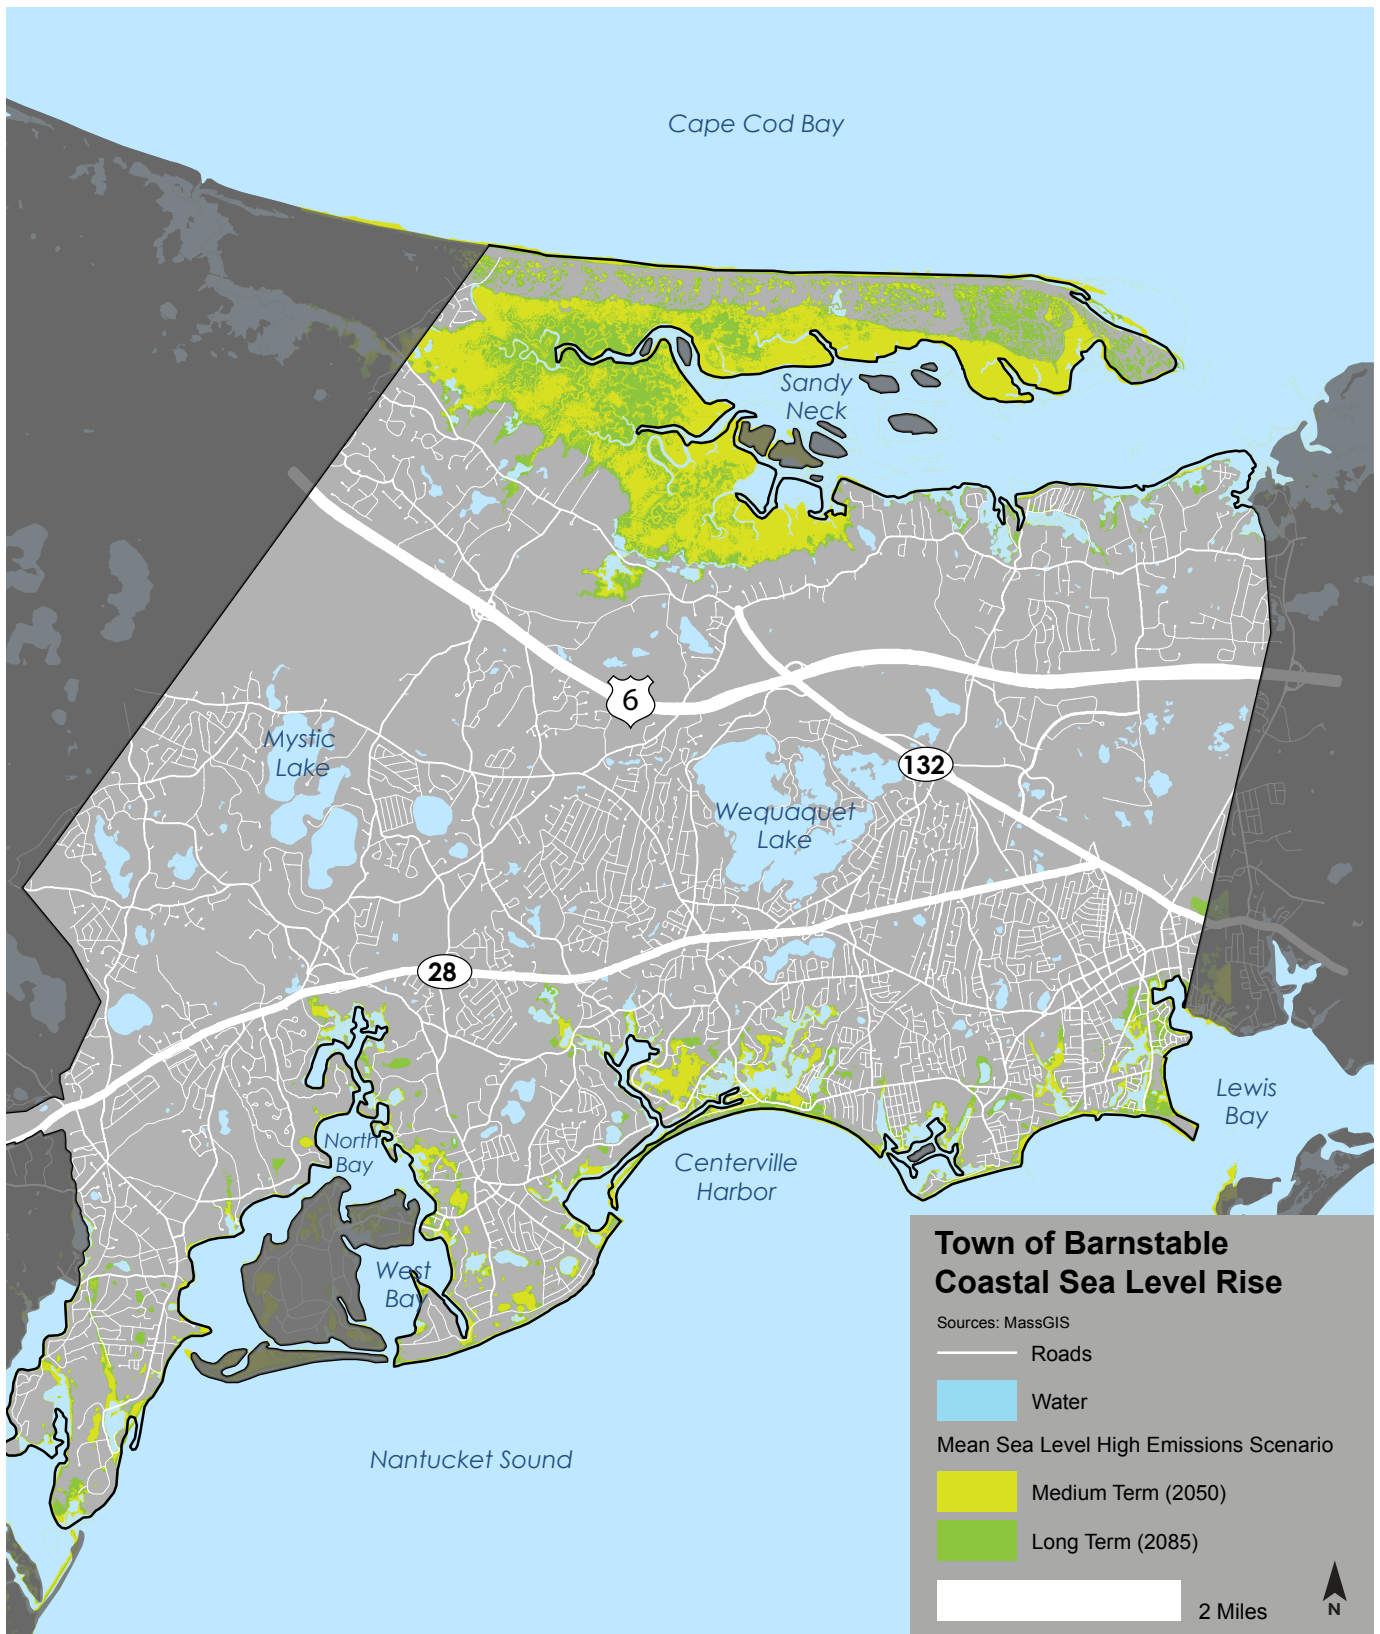 Cape Cod Bay
Sandy
Neck
6
Mystic
Lake
132
Wequaquet
Lake
28
Lewis
Bay
North
Bay
Centerville
Harbor
West
Bay
Nantucket Sound
Town of Barnstable
Coastal Sea Level Rise
Sources: MassGIS
Roads
Water
Mean Sea Level High Emissions Scenario
Medium Term (2050)
Long Term (2085)
2 Miles
N